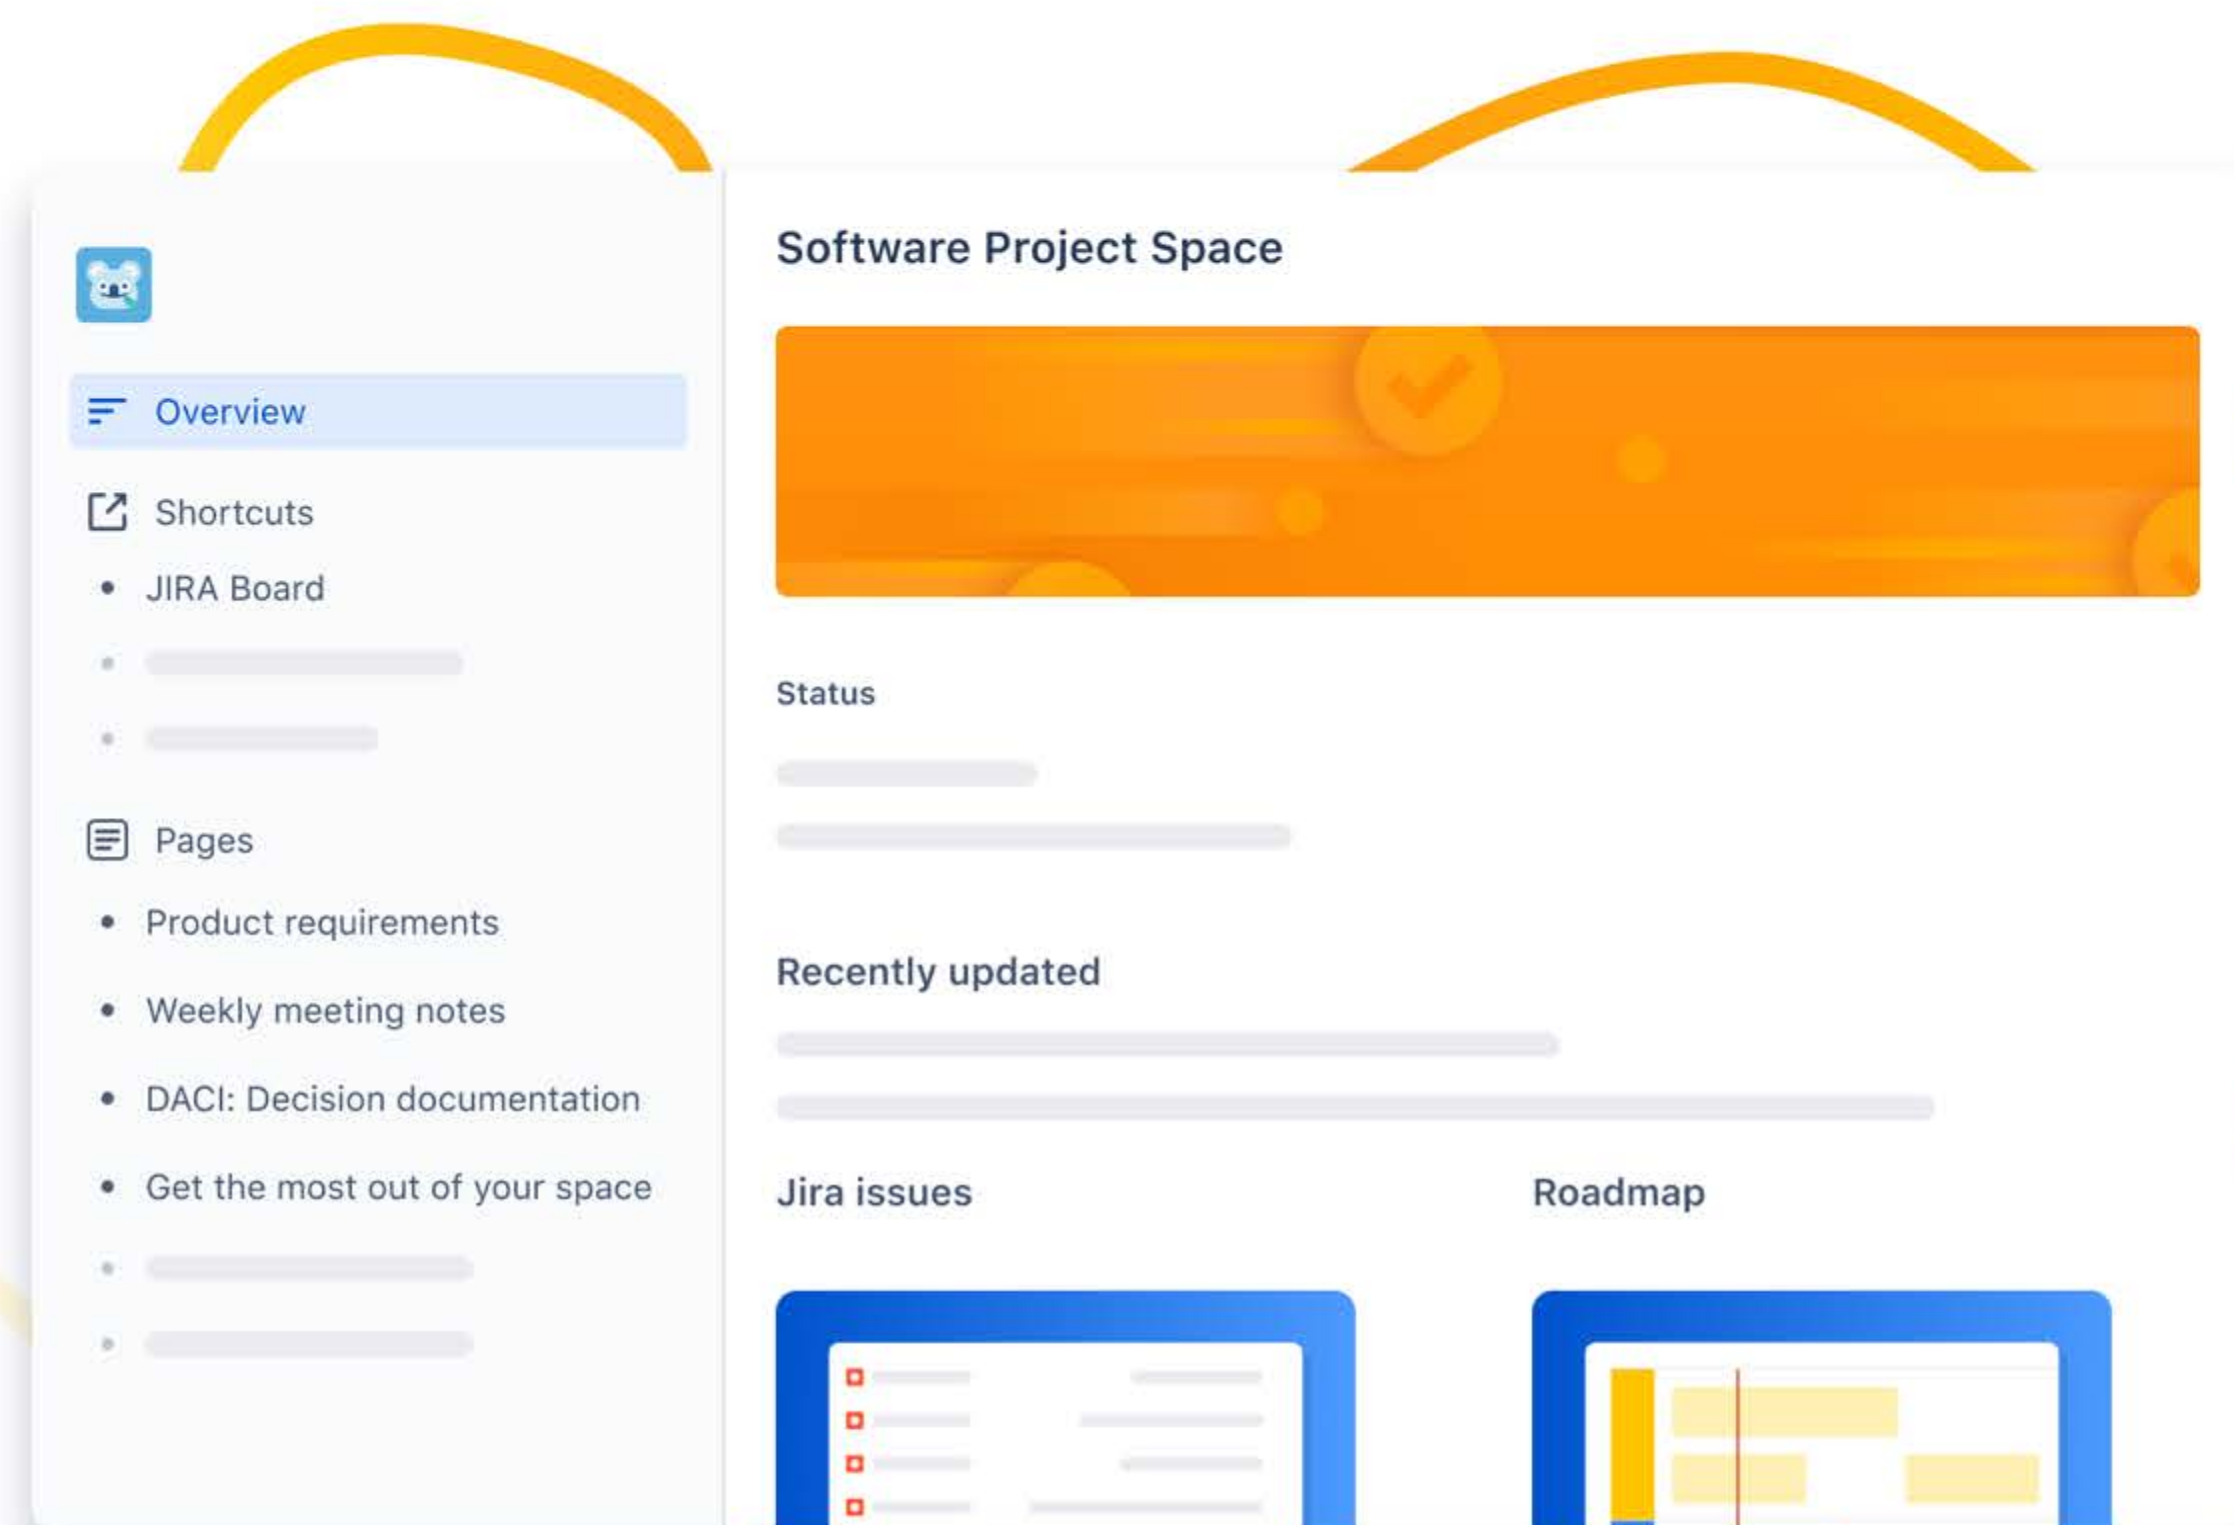 Overview
Shortcuts
JIRA Board
Pages
Product requirements
Weekly meeting notes
DACI: Decision documentation
Get the most out of your space
Software Project Space
Status
Recently updated
Jira issues
Roadmap